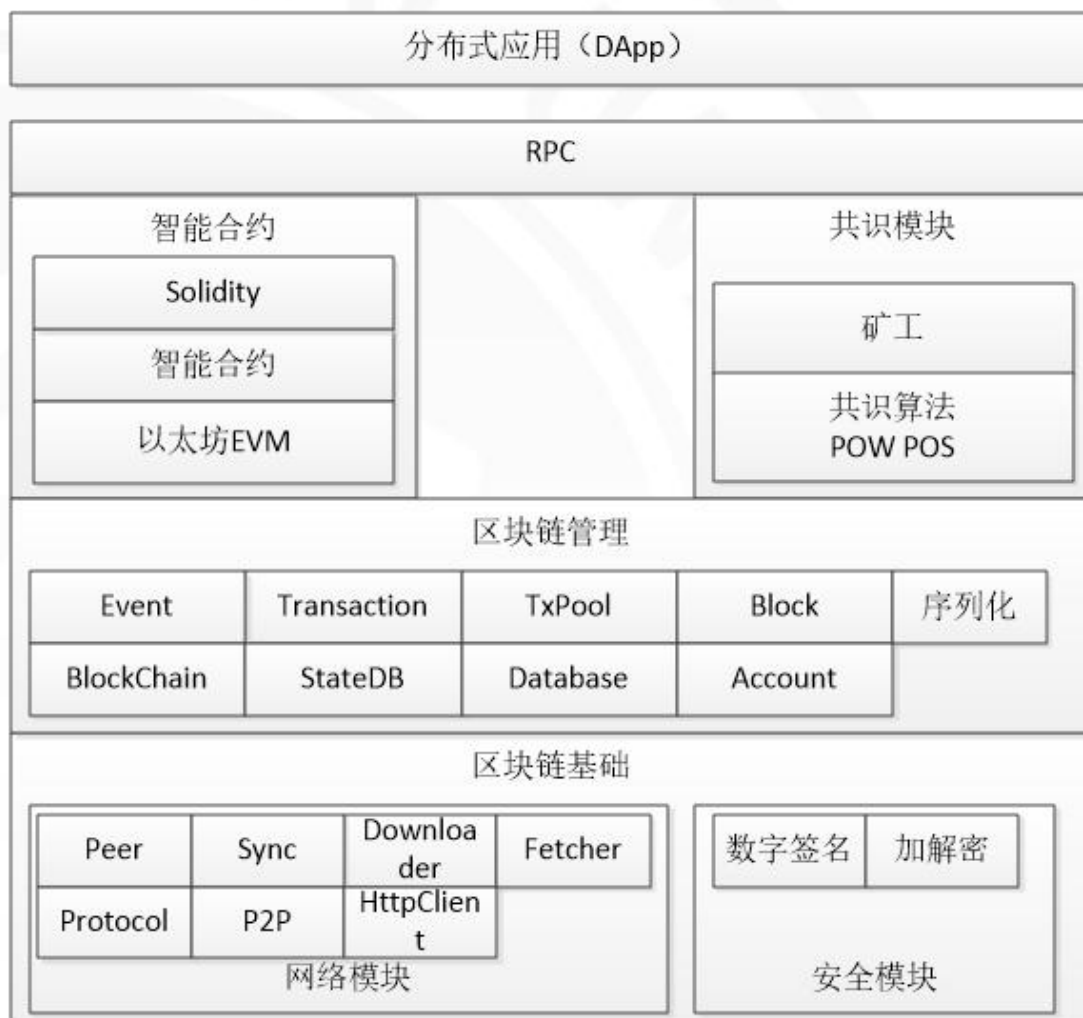 分布式应用（DApp）
RPC
智能合约
Solidity
智能合约
以太坊EVM
共识模块
矿工
共识算法
POW POS
区块链管理
Event
Transaction
TxPool
Block
序列化
BlockChain
StateDB
Database
Account
区块链基础
Peer
Sync
Downloa
der
Fetcher
Protocol
P2P
HttpClien
t
网络模块
数字签名
加解密
安全模块